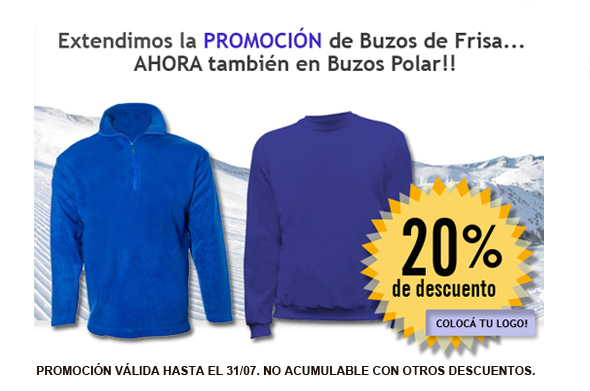 Extendimos la PROMOCIÓN de Buzos de Frisa...
AHORA también en Buzos Polar!!
20%
de descuento
COLOCÁ TU LOGO!
PROMOCIÓN VÁLIDA HASTA EL 31/07. NO ACUMULABLE CON OTROS DESCUENTOS.